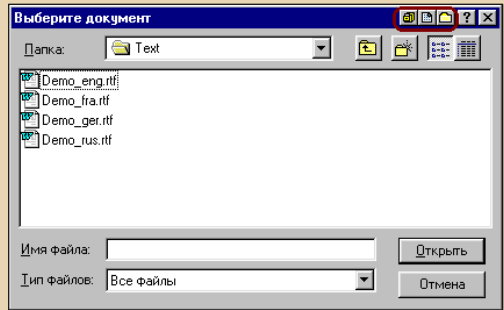 Выберите документ
Папка: Text
Demo_eng.rtf
Demo_fra.rtf
Demo_ger.rtf
Demo_rus.rtf
Имя файла: Открыть
Тип файлов: Все файлы Отмена